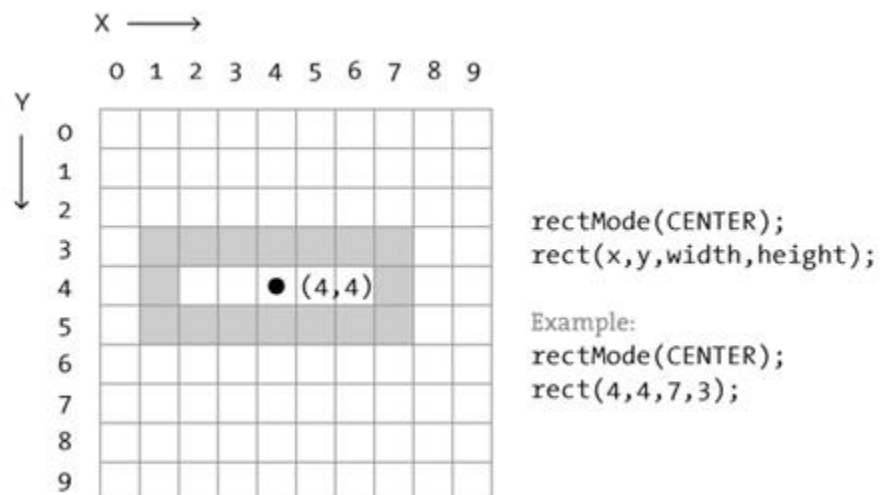 X
0 1 2 3 4 5 6 7 8 9
Y
0
1
2
3
4
5
6
7
8
9
(4,4)
rectMode(CENTER);
rect(x,y,width,height);
Example:
rectMode(CENTER);
rect(4,4,7,3);